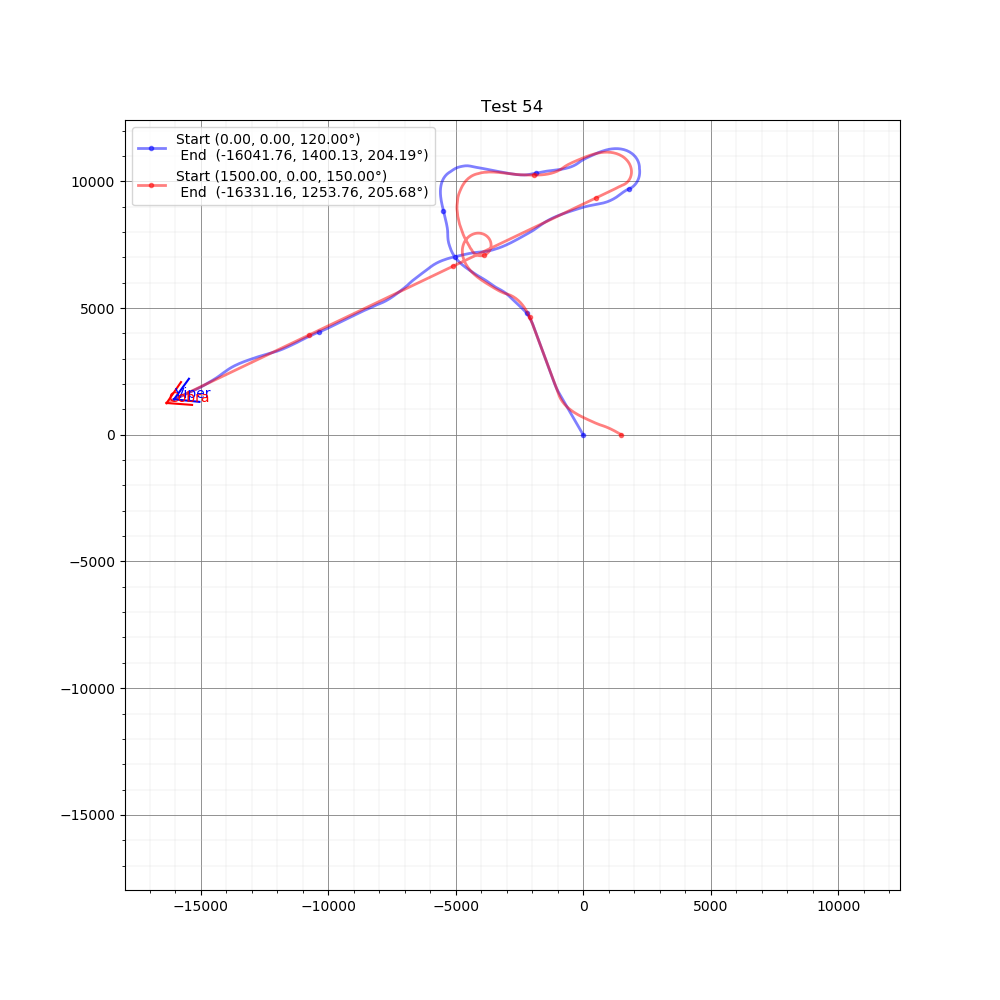 Test 54
Start (0.00, 0.00, 120.00°)
End (-16041.76, 1400.13, 204.19°)
Start (1500.00, 0.00, 150.00°)
End (-16331.16, 1253.76, 205.68°)
10000
5000
0
−5000
−10000
−15000
Viper
−15000 −10000 −5000 0 5000 10000